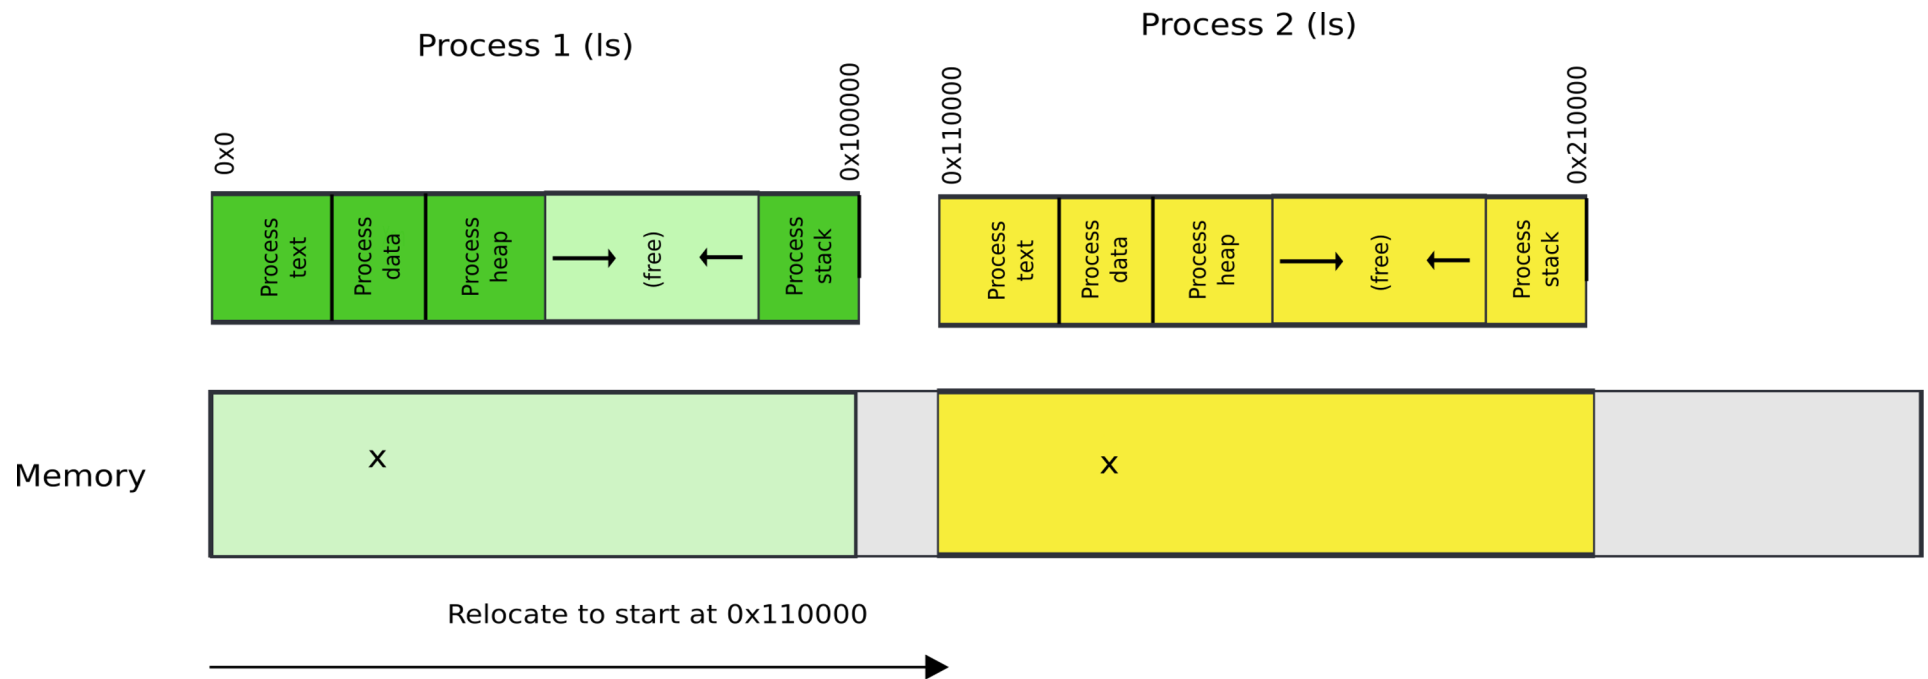 Process 1 (ls)
Process 2 (ls)
0x0
0x100000
0x110000
0x210000
Process
text
Process
data
Process
heap
(free)
Process
stack
Process
text
Process
data
Process
heap
(free)
Process
stack
Memory
x
x
Relocate to start at 0x110000